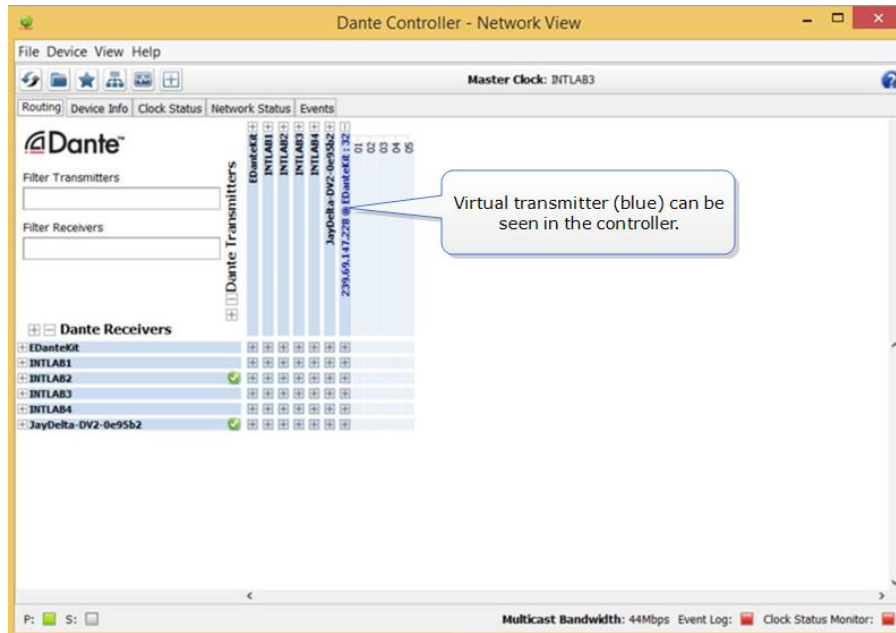 Dante Controller - Network View
File Device View Help
Master Clock: INTLAB3
Routing Device Info Clock Status Network Status Events
Dante™
Filter Transmitters
Filter Receivers
Dante Transmitters
EDanteKit
INTLAB1
INTLAB2
INTLAB3
INTLAB4
JayDelta-DV2-0e95b2
239.69.147.228 @ EDanteKit : 32
01
02
03
04
05
Virtual transmitter (blue) can be
seen in the controller.
Dante Receivers
EDanteKit
INTLAB1
INTLAB2
INTLAB3
INTLAB4
JayDelta-DV2-0e95b2
P: S:
Multicast Bandwidth: 44Mbps Event Log: Clock Status Monitor: